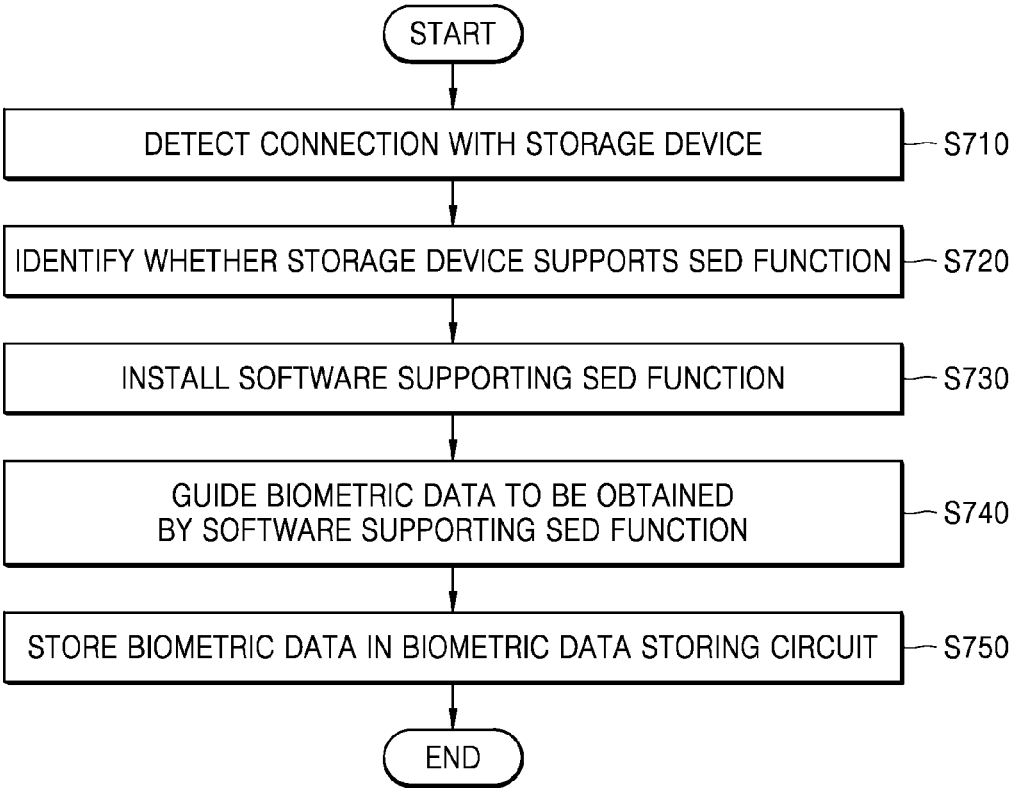 START
DETECT CONNECTION WITH STORAGE DEVICE
S710
IDENTIFY WHETHER STORAGE DEVICE SUPPORTS SED FUNCTION
S720
INSTALL SOFTWARE SUPPORTING SED FUNCTION
S730
GUIDE BIOMETRIC DATA TO BE OBTAINED
BY SOFTWARE SUPPORTING SED FUNCTION
S740
STORE BIOMETRIC DATA IN BIOMETRIC DATA STORING CIRCUIT
S750
END